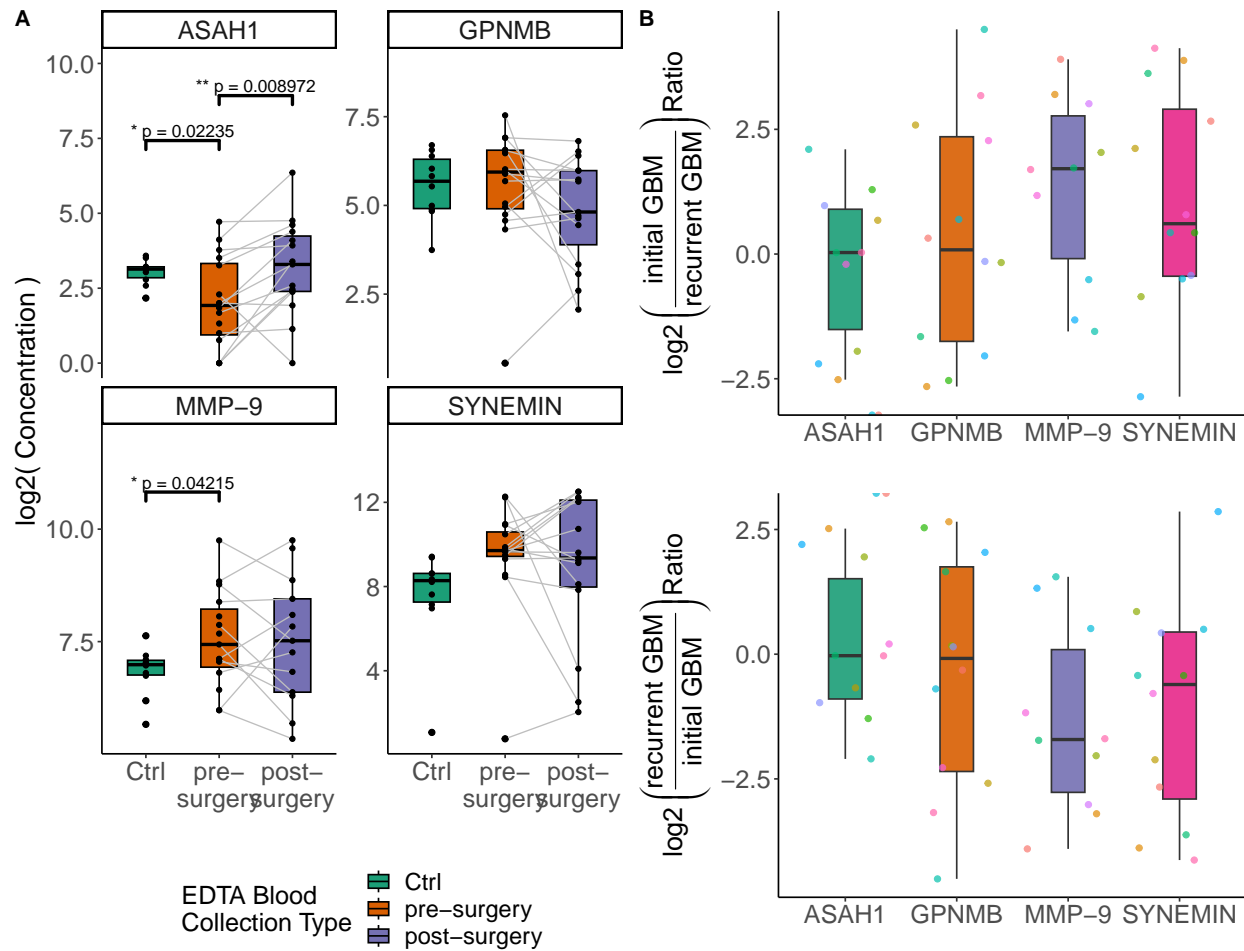 A
ASAH1
GPNMB
10.0
7.5
5.0
2.5
0.0
7.5
5.0
2.5
** p = 0.008972
* p = 0.02235
MMP−9
SYNEMIN
10.0
7.5
12
8
4
* p = 0.04215
log2( Concentration )
Ctrl
pre−
surgery
post−
surgery
Ctrl
pre−
surgery
post−
surgery
EDTA Blood
Collection Type
Ctrl
pre−surgery
post−surgery
B
log2 ( initial GBM / recurrent GBM ) Ratio
2.5
0.0
−2.5
ASAH1
GPNMB
MMP−9
SYNEMIN
log2 ( recurrent GBM / initial GBM ) Ratio
2.5
0.0
−2.5
ASAH1
GPNMB
MMP−9
SYNEMIN